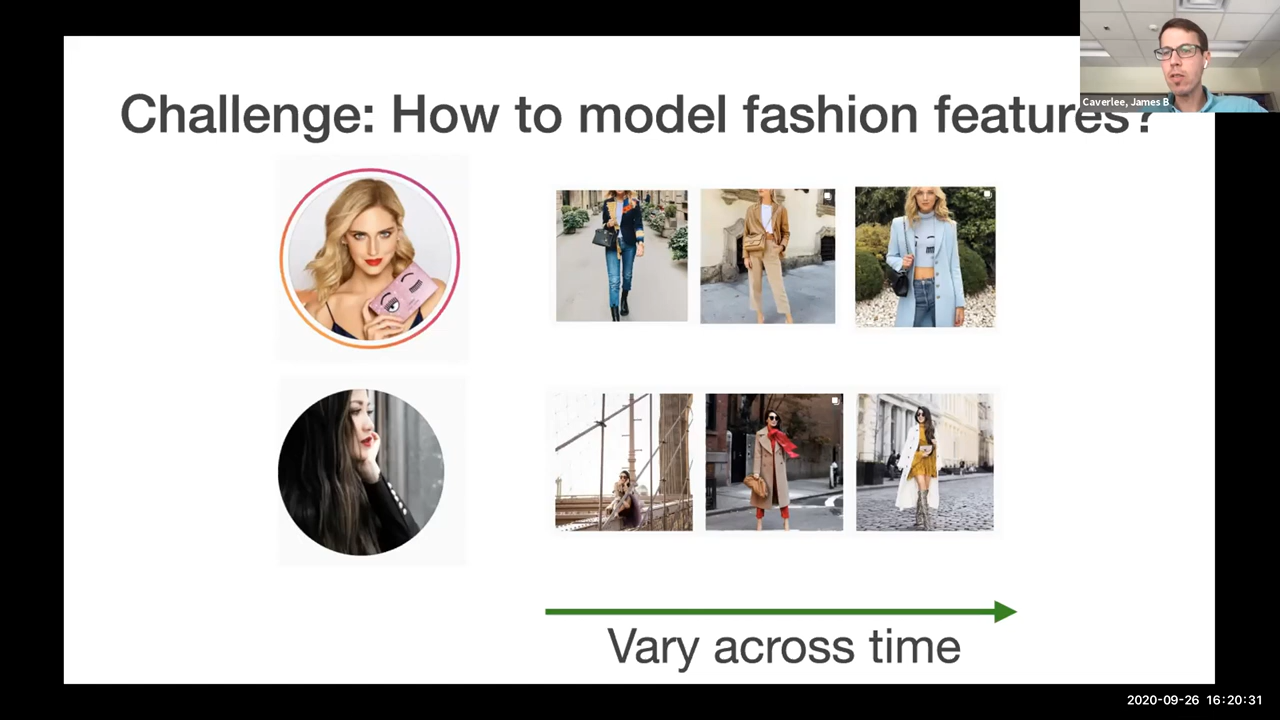 Challenge: How to model fashion features?
Caverlee, James B
Vary across time
2020-09-26 16:20:31